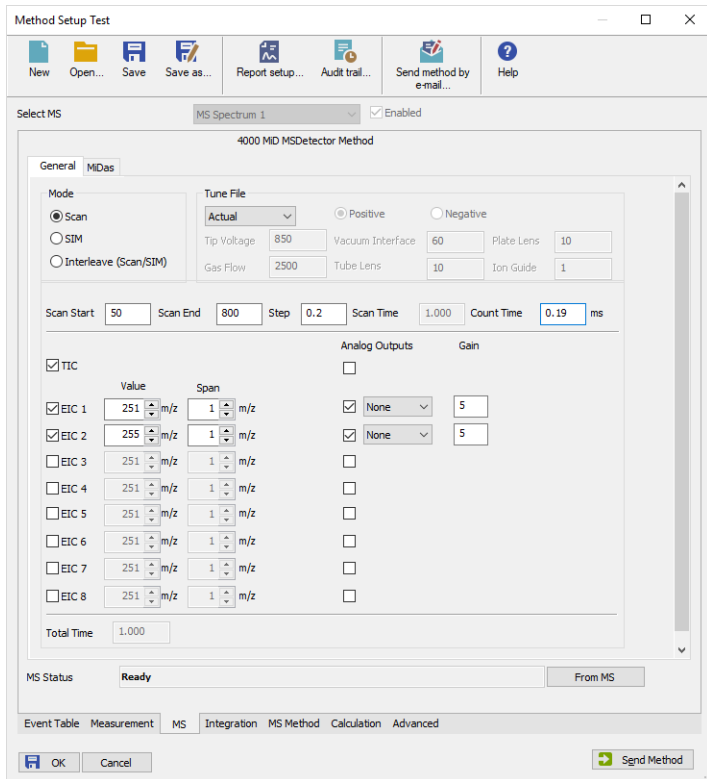 Method Setup Test
New Open... Save Save as... Report setup... Audit trail... Send method by e-mail... Help
Select MS MS Spectrum 1 Enabled
4000 MiD MSDetector Method
General MiDas
Mode Tune File
Scan Actual Positive Negative
SIM Tip Voltage 850 Vacuum Interface 60 Plate Lens 10
Interleave (Scan/SIM) Gas Flow 2500 Tube Lens 10 Ion Guide 1
Scan Start 50 Scan End 800 Step 0.2 Scan Time 1.000 Count Time 0.19 ms
Analog Outputs Gain
TIC
Value Span
EIC 1 251 m/z 1 m/z None 5
EIC 2 255 m/z 1 m/z None 5
EIC 3 251 m/z 1 m/z
EIC 4 251 m/z 1 m/z
EIC 5 251 m/z 1 m/z
EIC 6 251 m/z 1 m/z
EIC 7 251 m/z 1 m/z
EIC 8 251 m/z 1 m/z
Total Time 1.000
MS Status Ready From MS
Event Table Measurement MS Integration MS Method Calculation Advanced
OK Cancel Send Method